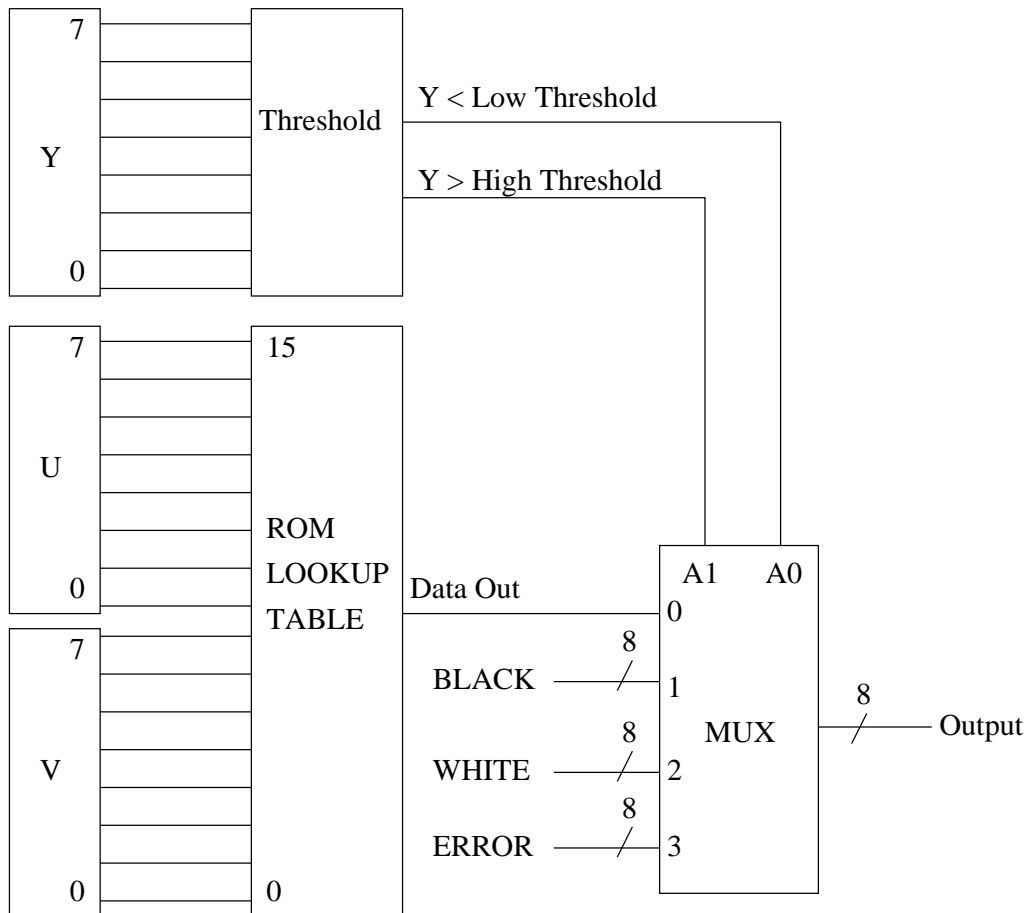 7
Y
0
Threshold
Y < Low Threshold
Y > High Threshold
7
U
0
7
V
0
15
ROM
LOOKUP
TABLE
0
Data Out
A1 A0
0
8
BLACK
1
8
WHITE
2
8
ERROR
3
MUX
8
Output